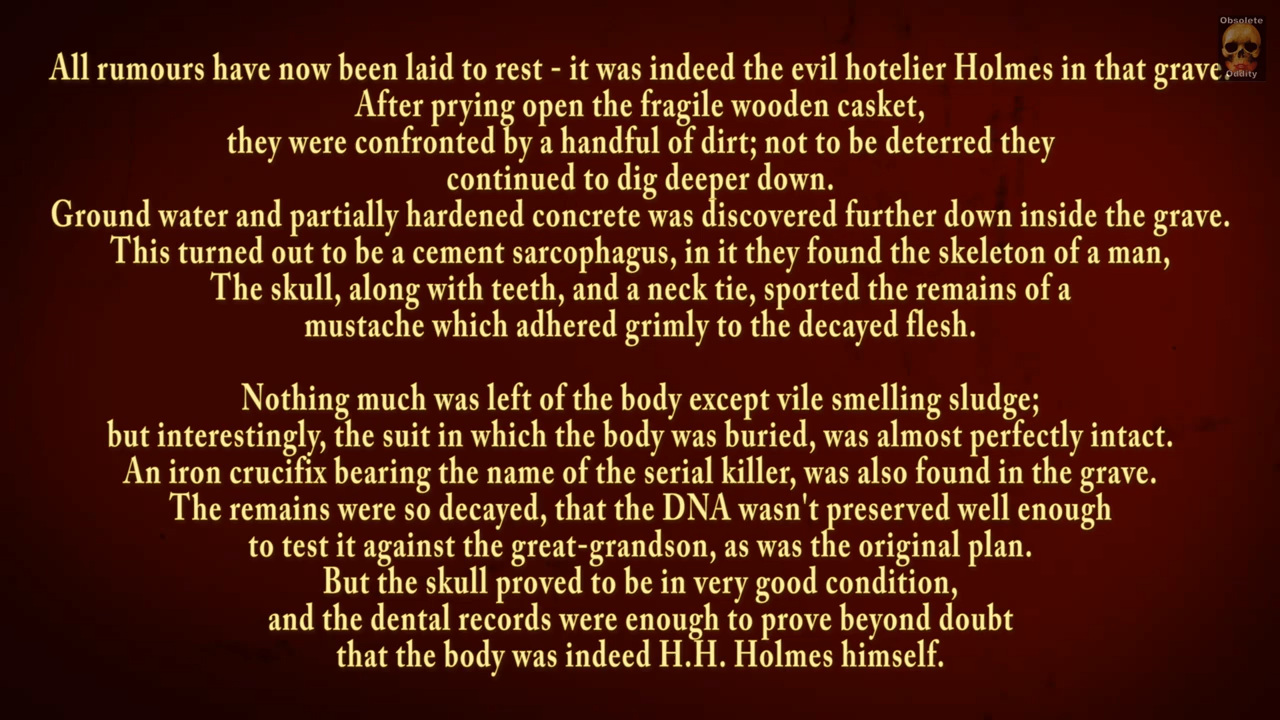 Obsolete
Oddity
All rumours have now been laid to rest - it was indeed the evil hotelier Holmes in that grave.
After prying open the fragile wooden casket,
they were confronted by a handful of dirt; not to be deterred they
continued to dig deeper down.
Ground water and partially hardened concrete was discovered further down inside the grave.
This turned out to be a cement sarcophagus, in it they found the skeleton of a man,
The skull, along with teeth, and a neck tie, sported the remains of a
mustache which adhered grimly to the decayed flesh.
Nothing much was left of the body except vile smelling sludge;
but interestingly, the suit in which the body was buried, was almost perfectly intact.
An iron crucifix bearing the name of the serial killer, was also found in the grave.
The remains were so decayed, that the DNA wasn't preserved well enough
to test it against the great-grandson, as was the original plan.
But the skull proved to be in very good condition,
and the dental records were enough to prove beyond doubt
that the body was indeed H.H. Holmes himself.